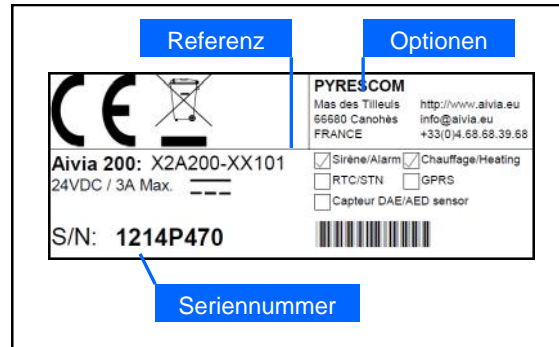 Referenz
Optionen
PYRESCOM
Mas des Tilleuls http://www.aivia.eu
66680 Canohès info@aivia.eu
FRANCE +33(0)4.68.68.39.68
Aivia 200: X2A200-XX101
24VDC / 3A Max.
Sirène/Alarm Chauffage/Heating
RTC/STN GPRS
Capteur DAE/AED sensor
S/N: 1214P470
Seriennummer